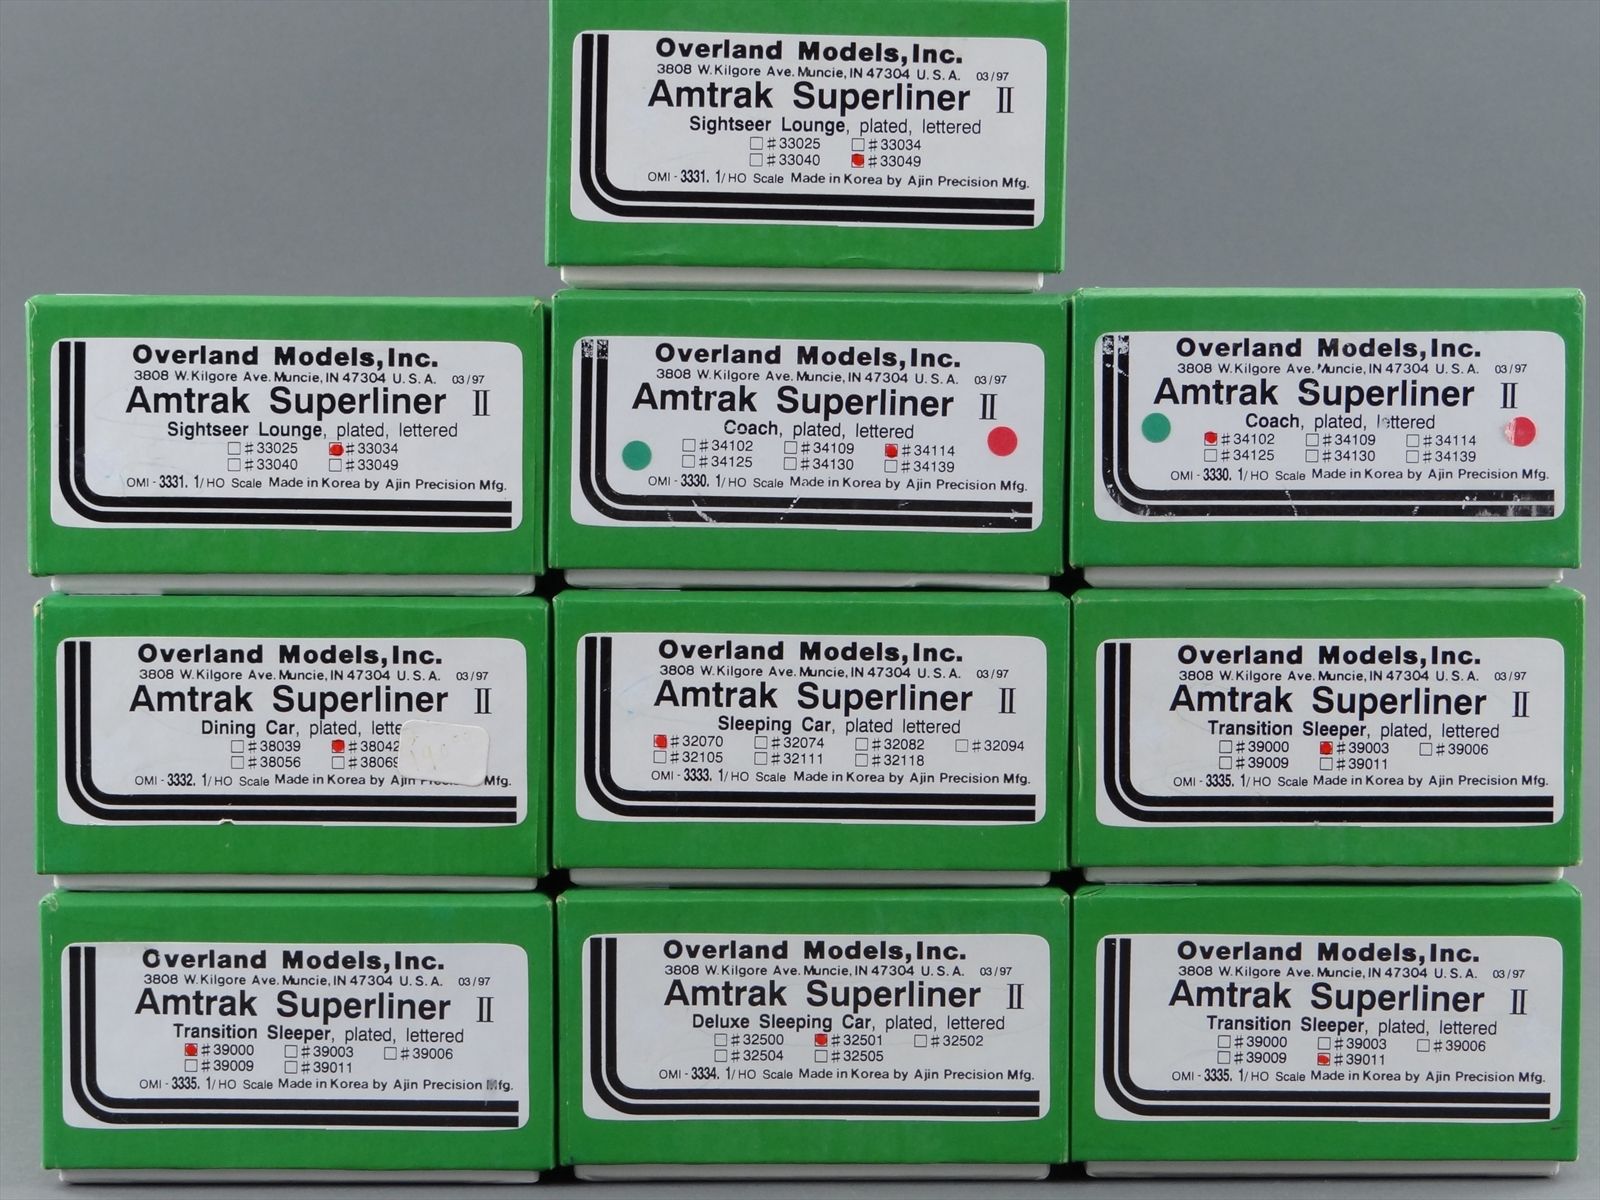 Overland Models,Inc.
3808 W.Kilgore Ave. Muncie, IN 47304 U.S.A. 03/97
Amtrak Superliner II
Sightseer Lounge, plated, lettered
#33025 #33034
#33040 #33049
OMI - 3331. 1/HO Scale Made in Korea by Ajin Precision Mfg.
Overland Models,Inc.
3808 W.Kilgore Ave. Muncie, IN 47304 U.S.A. 03/97
Amtrak Superliner II
Sightseer Lounge, plated, lettered
#33025 #33034
#33040 #33049
OMI - 3331. 1/HO Scale Made in Korea by Ajin Precision Mfg.
Overland Models,Inc.
3808 W.Kilgore Ave. Muncie, IN 47304 U.S.A. 03/97
Amtrak Superliner II
Coach, plated, lettered
#34102 #34109 #34114
#34125 #34130 #34139
OMI - 3330. 1/HO Scale Made in Korea by Ajin Precision Mfg.
Overland Models,Inc.
3808 W.Kilgore Ave. Muncie, IN 47304 U.S.A. 03/97
Amtrak Superliner II
Coach, plated, lettered
#34102 #34109 #34114
#34125 #34130 #34139
OMI - 3330. 1/HO Scale Made in Korea by Ajin Precision Mfg.
Overland Models,Inc.
3808 W.Kilgore Ave. Muncie, IN 47304 U.S.A. 03/97
Amtrak Superliner II
Dining Car, plated, lette
#38039 #38042
#38056 #38069
OMI - 3332. 1/HO Scale Made in Korea by Ajin Mfg.
Overland Models,Inc.
3808 W.Kilgore Ave. Muncie, IN 47304 U.S.A. 03/97
Amtrak Superliner II
Sleeping Car, plated lettered
#32070 #32074 #32082 #32094
#32105 #32111 #32118
OMI - 3333. 1/HO Scale Made in Korea by Ajin Precision Mfg.
Overland Models,Inc.
3808 W.Kilgore Ave. Muncie, IN 47304 U.S.A. 03/97
Amtrak Superliner II
Transition Sleeper, plated, lettered
#39000 #39003 #39006
#39009 #39011
OMI - 3335. 1/HO Scale Made in Korea by Ajin Precision Mfg.
Overland Models,Inc.
3808 W.Kilgore Ave. Muncie, IN 47304 U.S.A. 03/97
Amtrak Superliner II
Transition Sleeper, plated, lettered
#39000 #39003 #39006
#39009 #39011
OMI - 3335. 1/HO Scale Made in Korea by Ajin Precision Mfg.
Overland Models,Inc.
3808 W.Kilgore Ave. Muncie, IN 47304 U.S.A. 03/97
Amtrak Superliner II
Deluxe Sleeping Car, plated, lettered
#32500 #32501 #32502
#32504 #32505
OMI - 3334. 1/HO Scale Made in Korea by Ajin Precision Mfg.
Overland Models,Inc.
3808 W.Kilgore Ave. Muncie, IN 47304 U.S.A. 03/97
Amtrak Superliner II
Transition Sleeper, plated, lettered
#39000 #39003 #39006
#39009 #39011
OMI - 3335. 1/HO Scale Made in Korea by Ajin Precision Mfg.